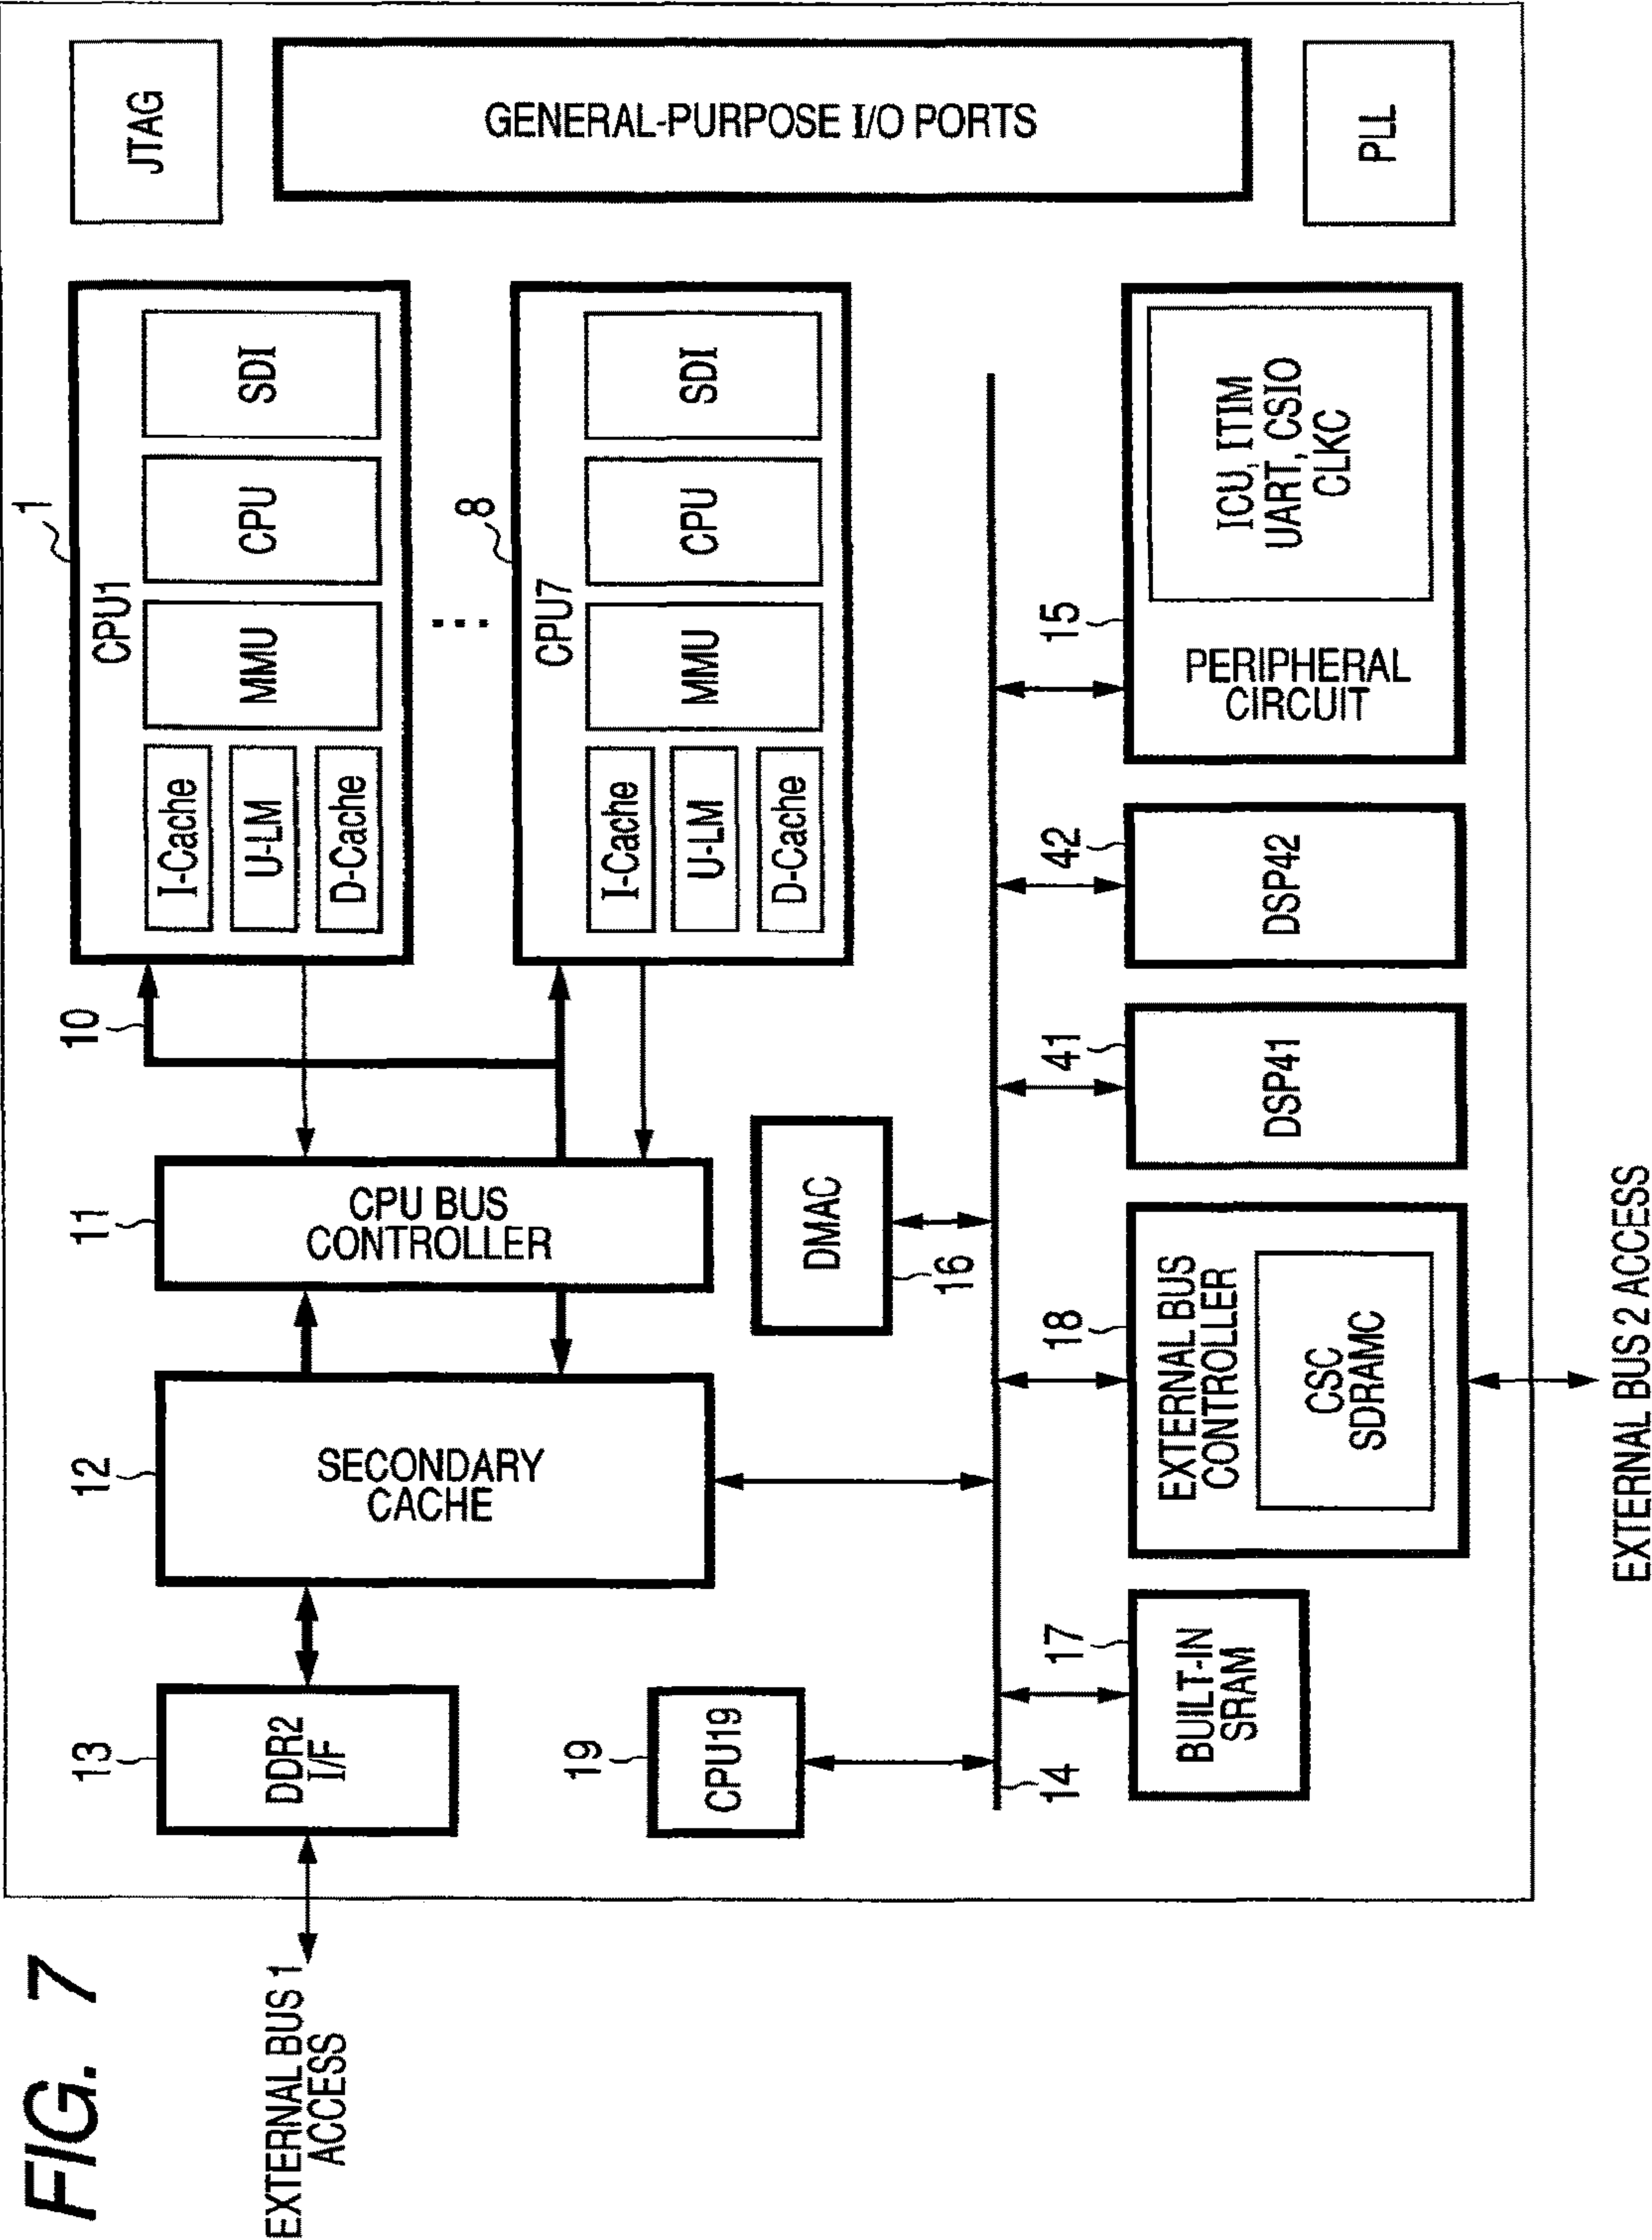 FIG. 7
EXTERNAL BUS 1
ACCESS
13
DDR2
I/F
12
SECONDARY
CACHE
11
CPU BUS
CONTROLLER
10
1
CPU1
I-Cache
U-LM
D-Cache
MMU
CPU
SDI
JTAG
8
CPU7
I-Cache
U-LM
D-Cache
MMU
CPU
SDI
GENERAL-PURPOSE I/O PORTS
19
CPU19
DMAC
16
14
17
BUILT-IN
SRAM
18
EXTERNAL BUS
CONTROLLER
CSC
SDRAMC
41
DSP41
42
DSP42
15
PERIPHERAL
CIRCUIT
ICU, ITIM
UART, CSIO
CLKC
PLL
EXTERNAL BUS 2 ACCESS